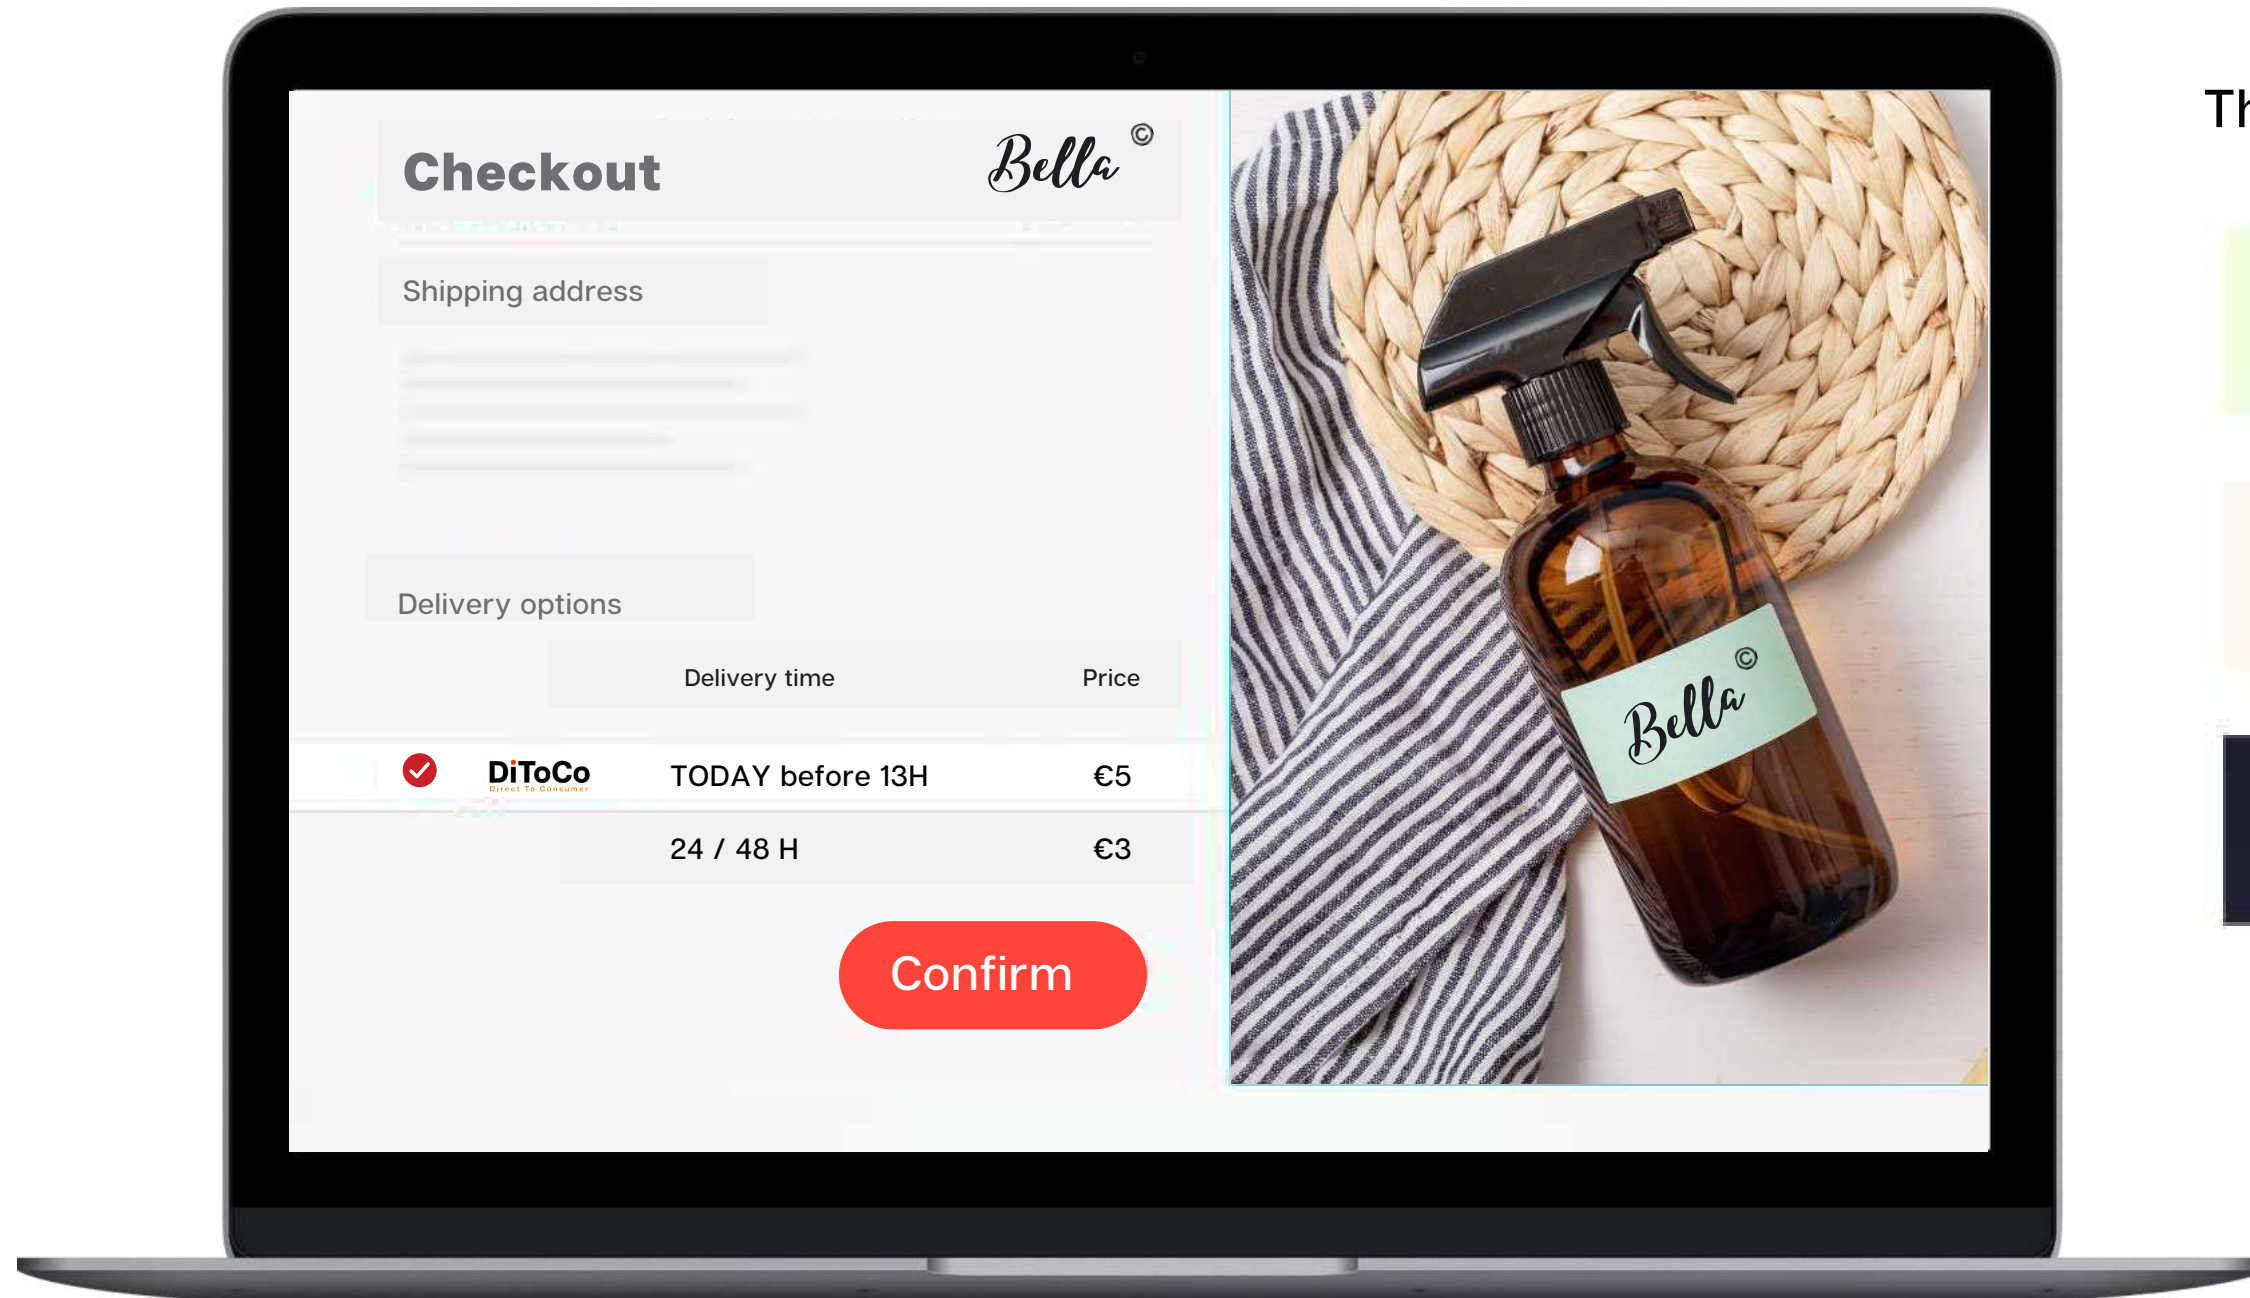 Checkout
Bella ©
Shipping address
Delivery options
Delivery time Price
DiToCo TODAY before 13H €5
Direct To Consumer
24 / 48 H €3
Confirm
©
Bella
Th